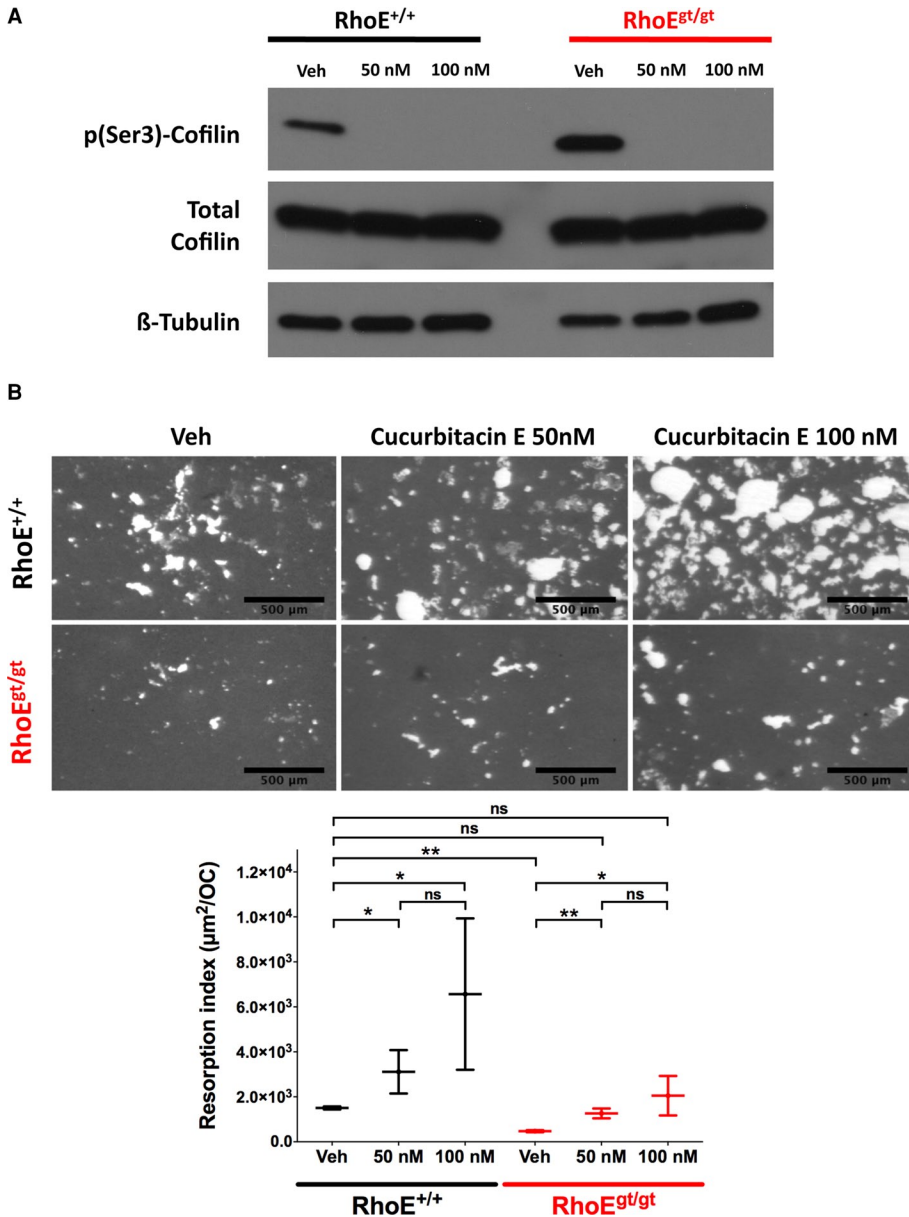 A
RhoE+/+
RhoEgt/gt
Veh 50 nM 100 nM
Veh 50 nM 100 nM
p(Ser3)-Cofilin
Total
Cofilin
ß-Tubulin
B
Veh
Cucurbitacin E 50nM
Cucurbitacin E 100 nM
RhoE+/+
500 µm
500 µm
500 µm
RhoEgt/gt
500 µm
500 µm
500 µm
ns
ns
**
*
ns
*
*
ns
**
Resorption index (µm²/OC)
1.2×10⁴
1.0×10⁴
8.0×10³
6.0×10³
4.0×10³
2.0×10³
0.0
Veh 50 nM 100 nM
Veh 50 nM 100 nM
RhoE+/+
RhoEgt/gt